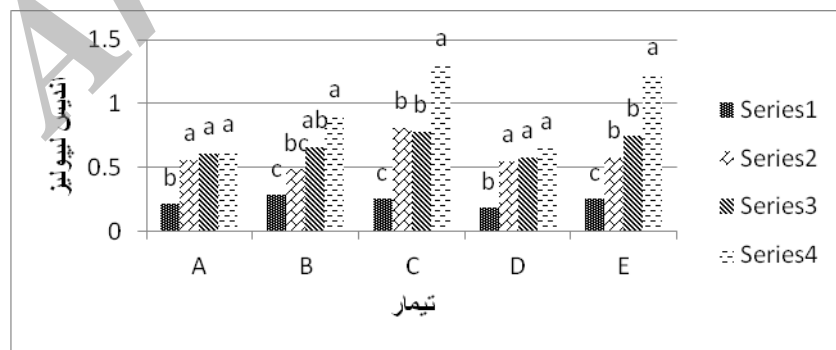 1.5
1
0.5
0
b a a a
c bc ab a
c b b a
b a a a
c b b a
A B C D E
تیمار
Series1
Series2
Series3
Series4